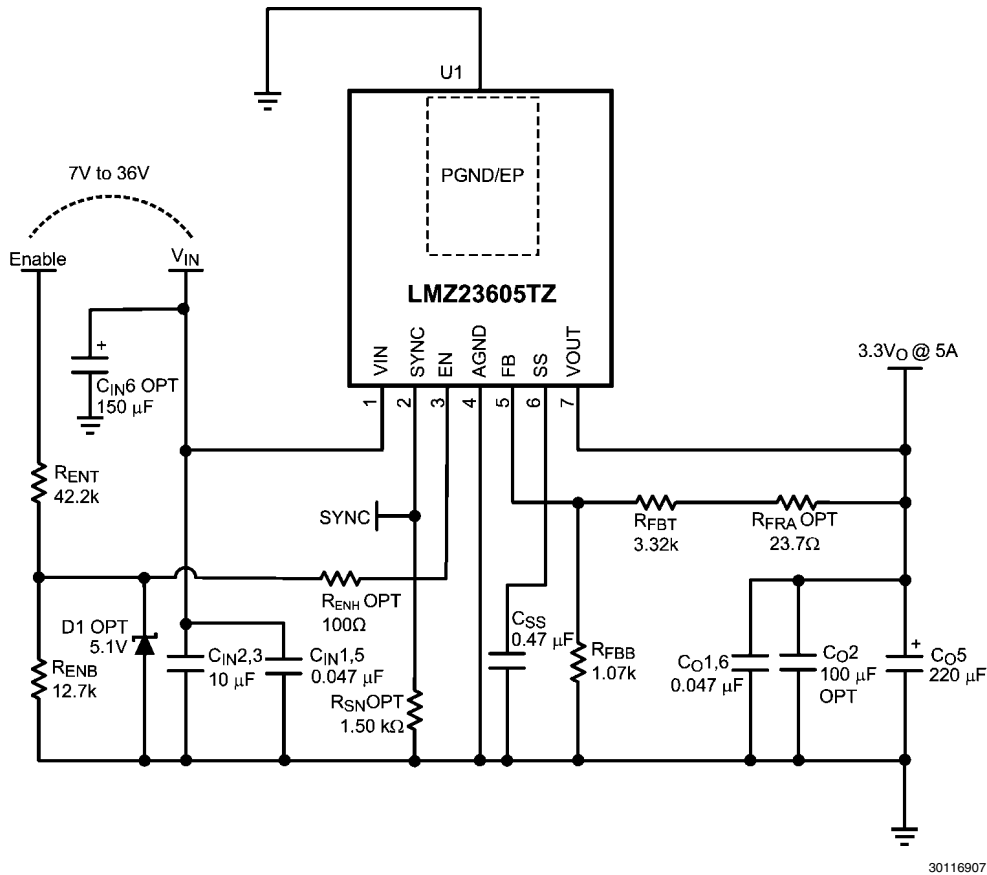 U1
PGND/EP
LMZ23605TZ
VIN
SYNC
EN
AGND
FB
SS
VOUT
1
2
3
4
5
6
7
7V to 36V
Enable
VIN
+
CIN6 OPT
150 μF
RENT
42.2k
SYNC
RENH OPT
100Ω
D1 OPT
5.1V
RENB
12.7k
CIN2,3
10 μF
CIN1,5
0.047 μF
RSNOPT
1.50 kΩ
CSS
0.47 μF
RFBB
1.07k
RFBT
3.32k
RFRA OPT
23.7Ω
3.3VO @ 5A
CO1,6
0.047 μF
CO2
100 μF
OPT
+
CO5
220 μF
30116907